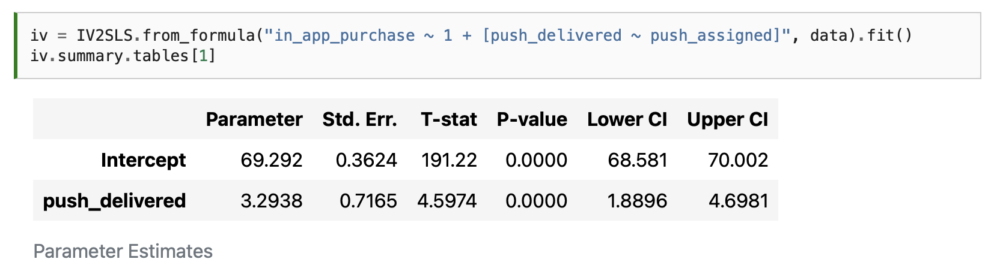 iv = IV2SLS.from_formula("in_app_purchase ~ 1 + [push_delivered ~ push_assigned]", data).fit()
iv.summary.tables[1]
Parameter Std. Err. T-stat P-value Lower CI Upper CI
Intercept 69.292 0.3624 191.22 0.0000 68.581 70.002
push_delivered 3.2938 0.7165 4.5974 0.0000 1.8896 4.6981
Parameter Estimates